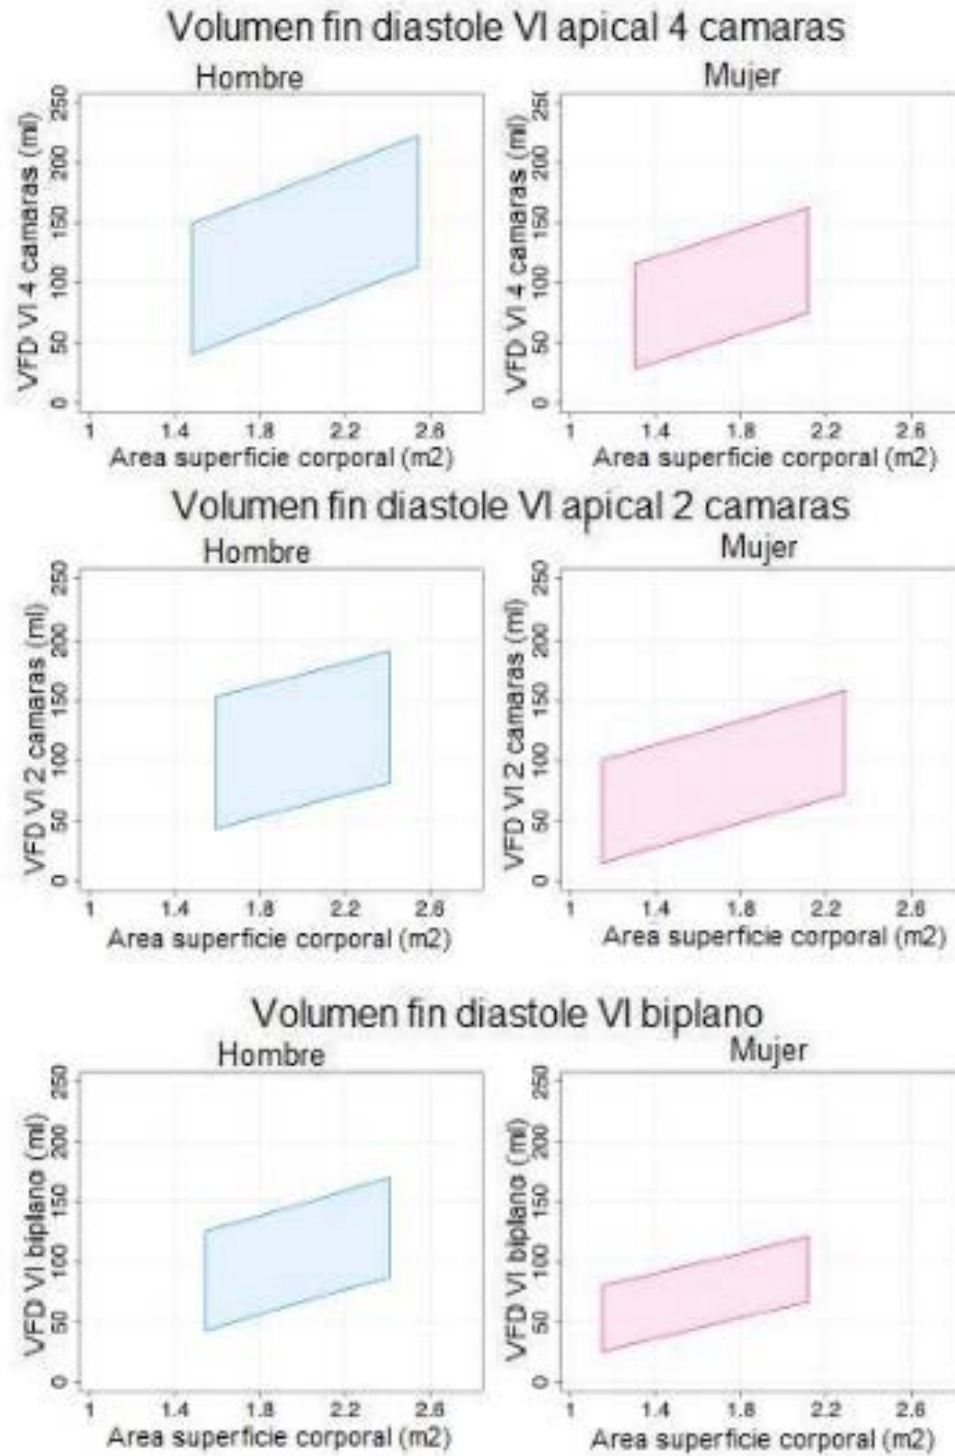 Volumen fin diastole VI apical 4 camaras
Hombre
Mujer
VFD VI 4 camaras (ml)
250
200
150
100
50
0
1 1.4 1.8 2.2 2.6
Area superficie corporal (m2)
VFD VI 4 camaras (ml)
250
200
150
100
50
0
1 1.4 1.8 2.2 2.6
Area superficie corporal (m2)
Volumen fin diastole VI apical 2 camaras
Hombre
Mujer
VFD VI 2 camaras (ml)
250
200
150
100
50
0
1 1.4 1.8 2.2 2.6
Area superficie corporal (m2)
VFD VI 2 camaras (ml)
250
200
150
100
50
0
1 1.4 1.8 2.2 2.6
Area superficie corporal (m2)
Volumen fin diastole VI biplano
Hombre
Mujer
VFD VI biplano (ml)
250
200
150
100
50
0
1 1.4 1.8 2.2 2.6
Area superficie corporal (m2)
VFD VI biplano (ml)
250
200
150
100
50
0
1 1.4 1.8 2.2 2.6
Area superficie corporal (m2)